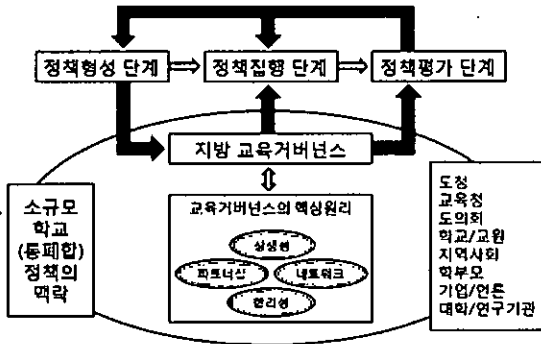 정책형성 단계
정책집행 단계
정책평가 단계
지방 교육거버넌스
소규모
학교
(통폐합)
정책의
맥락
교육거버넌스의 핵심원리
상생성
파트너십
네트워크
합리성
도청
교육청
도의회
학교/교원
지역사회
학부모
기업/언론
대학/연구기관